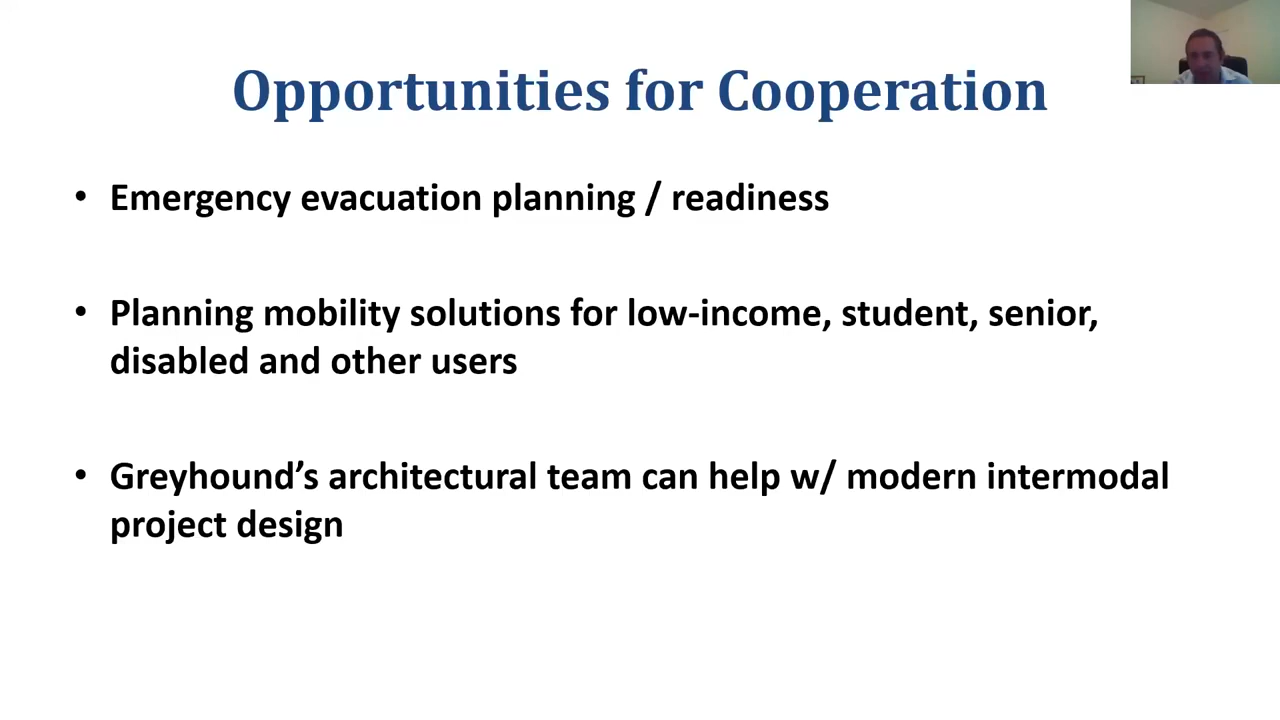 Opportunities for Cooperation
• Emergency evacuation planning / readiness
• Planning mobility solutions for low-income, student, senior,
disabled and other users
• Greyhound’s architectural team can help w/ modern intermodal
project design